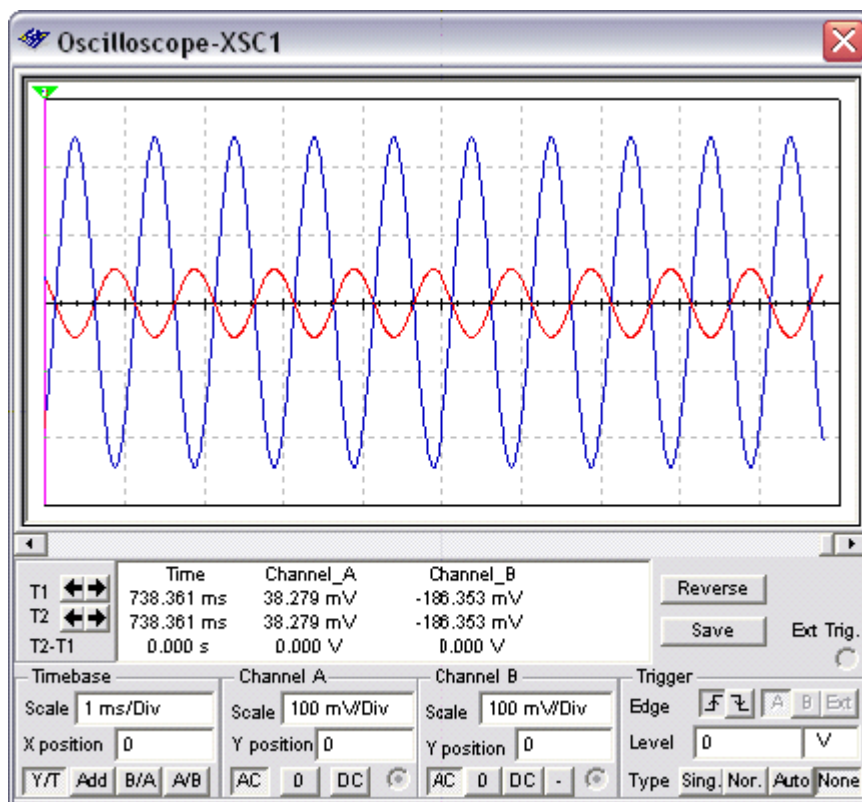 Oscilloscope-XSC1
1
Time Channel_A Channel_B
T1 738.361 ms 38.279 mV -186.353 mV
T2 738.361 ms 38.279 mV -186.353 mV
T2-T1 0.000 s 0.000 V 0.000 V
Reverse
Save
Ext Trig.
Timebase
Scale 1 ms/Div
X position 0
Y/T Add B/A A/B
Channel A
Scale 100 mV/Div
Y position 0
AC 0 DC
Channel B
Scale 100 mV/Div
Y position 0
AC 0 DC -
Trigger
Edge A B Ext
Level 0 V
Type Sing. Nor. Auto None